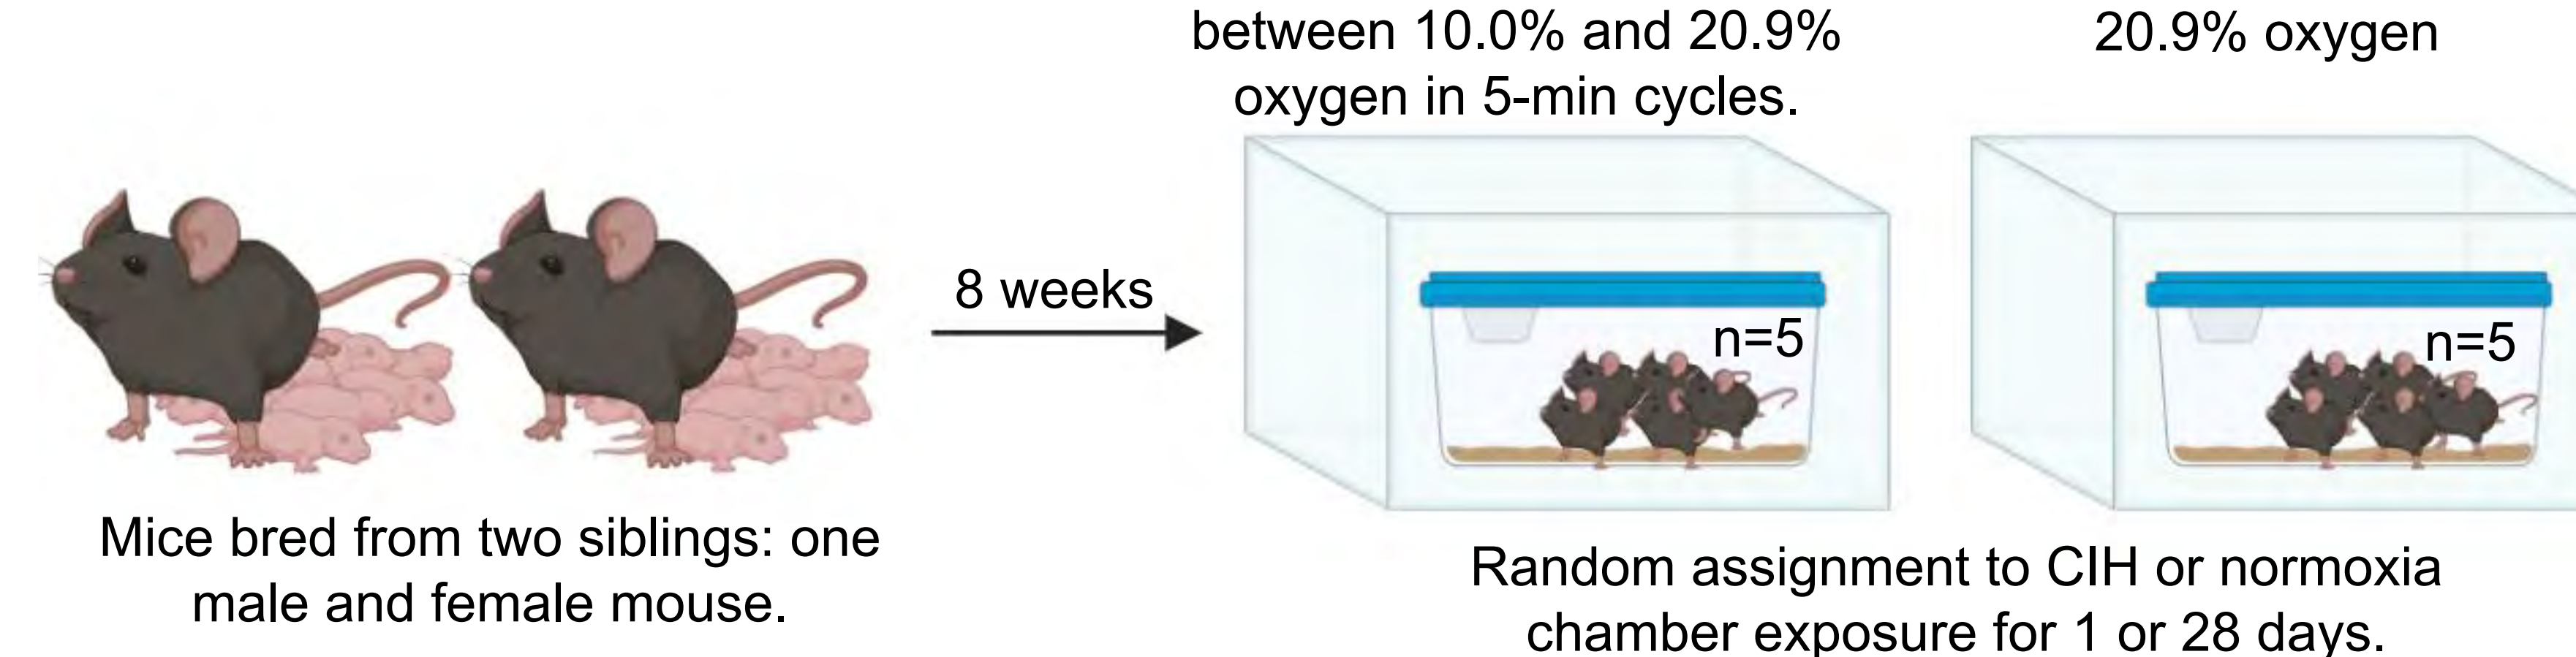 between 10.0% and 20.9%
oxygen in 5-min cycles.
20.9% oxygen
8 weeks
n=5
n=5
Mice bred from two siblings: one
male and female mouse.
Random assignment to CIH or normoxia
chamber exposure for 1 or 28 days.